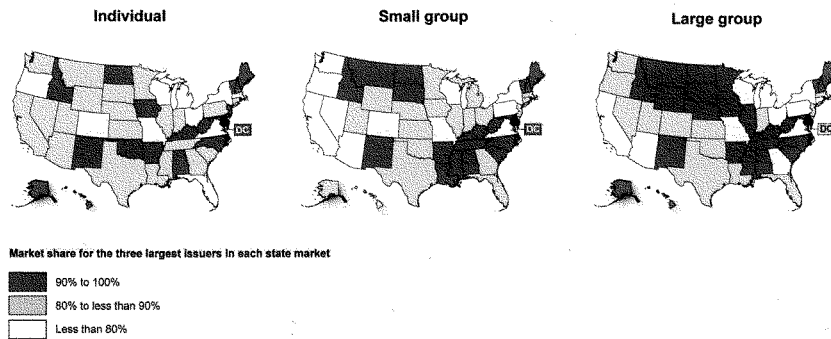 Individual
Small group
Large group
DC
DC
DC
Market share for the three largest issuers in each state market
90% to 100%
80% to less than 90%
Less than 80%